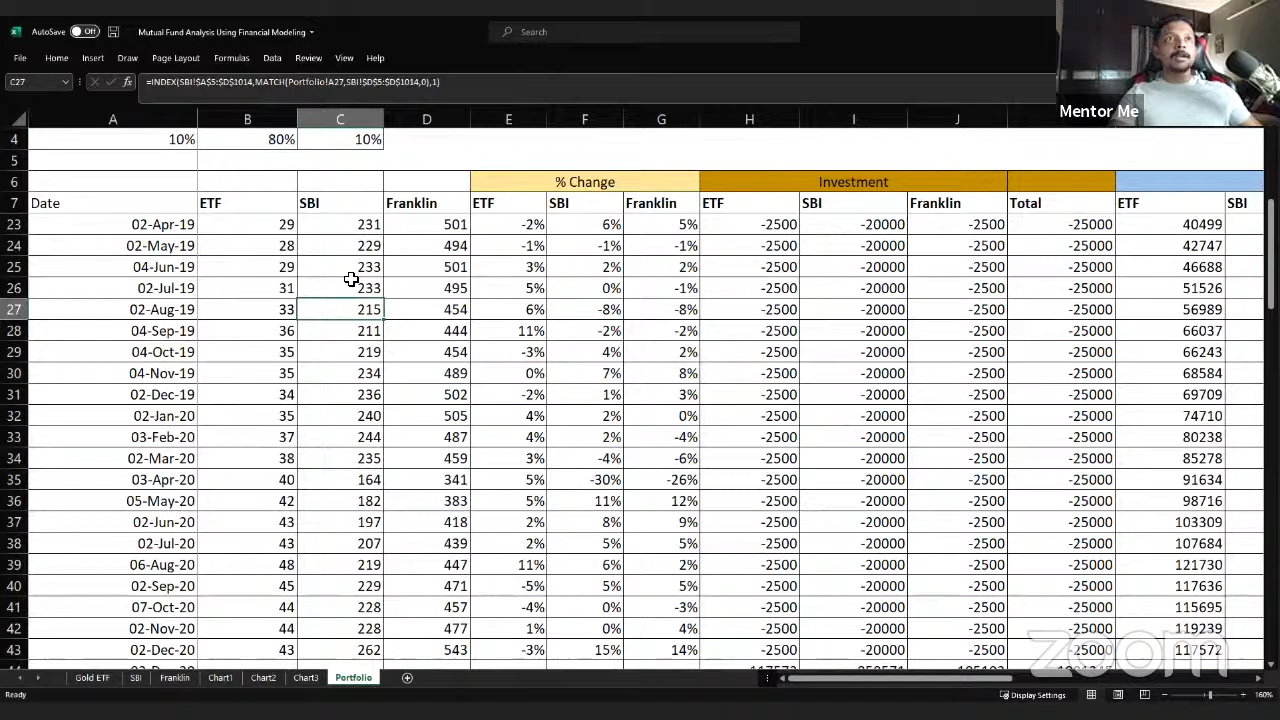 AutoSave Off Mutual Fund Analysis Using Financial Modeling Search
File Home Insert Draw Page Layout Formulas Data Review View Help
C27 fx =INDEX(SBI!$A$5:$D$1014,MATCH(Portfolio!A27,SBI!$D$5:$D$1014,0),1)
Mentor Me
A B C D E F G H I J K L
4 10% 80% 10%
5
6 % Change Investment
7 Date ETF SBI Franklin ETF SBI Franklin ETF SBI Franklin Total ETF SBI
23 02-Apr-19 29 231 501 -2% 6% 5% -2500 -20000 -2500 -25000 40499
24 02-May-19 28 229 494 -1% -1% -1% -2500 -20000 -2500 -25000 42747
25 04-Jun-19 29 233 501 3% 2% 2% -2500 -20000 -2500 -25000 46688
26 02-Jul-19 31 233 495 5% 0% -1% -2500 -20000 -2500 -25000 51526
27 02-Aug-19 33 215 454 6% -8% -8% -2500 -20000 -2500 -25000 56989
28 04-Sep-19 36 211 444 11% -2% -2% -2500 -20000 -2500 -25000 66037
29 04-Oct-19 35 219 454 -3% 4% 2% -2500 -20000 -2500 -25000 66243
30 04-Nov-19 35 234 489 0% 7% 8% -2500 -20000 -2500 -25000 68584
31 02-Dec-19 34 236 502 -2% 1% 3% -2500 -20000 -2500 -25000 69709
32 02-Jan-20 35 240 505 4% 2% 0% -2500 -20000 -2500 -25000 74710
33 03-Feb-20 37 244 487 4% 2% -4% -2500 -20000 -2500 -25000 80238
34 02-Mar-20 38 235 459 3% -4% -6% -2500 -20000 -2500 -25000 85278
35 03-Apr-20 40 164 341 5% -30% -26% -2500 -20000 -2500 -25000 91634
36 05-May-20 42 182 383 5% 11% 12% -2500 -20000 -2500 -25000 98716
37 02-Jun-20 43 197 418 2% 8% 9% -2500 -20000 -2500 -25000 103309
38 02-Jul-20 43 207 439 2% 5% 5% -2500 -20000 -2500 -25000 107684
39 06-Aug-20 48 219 447 11% 6% 2% -2500 -20000 -2500 -25000 121730
40 02-Sep-20 45 229 471 -5% 5% 5% -2500 -20000 -2500 -25000 117636
41 07-Oct-20 44 228 457 -4% 0% -3% -2500 -20000 -2500 -25000 115695
42 02-Nov-20 44 228 477 1% 0% 4% -2500 -20000 -2500 -25000 119239
43 02-Dec-20 43 262 543 -3% 15% 14% -2500 -20000 -2500 -25000 117572
zoom
Gold ETF SBI Franklin Chart1 Chart2 Chart3 Portfolio
Ready Display Settings 160%